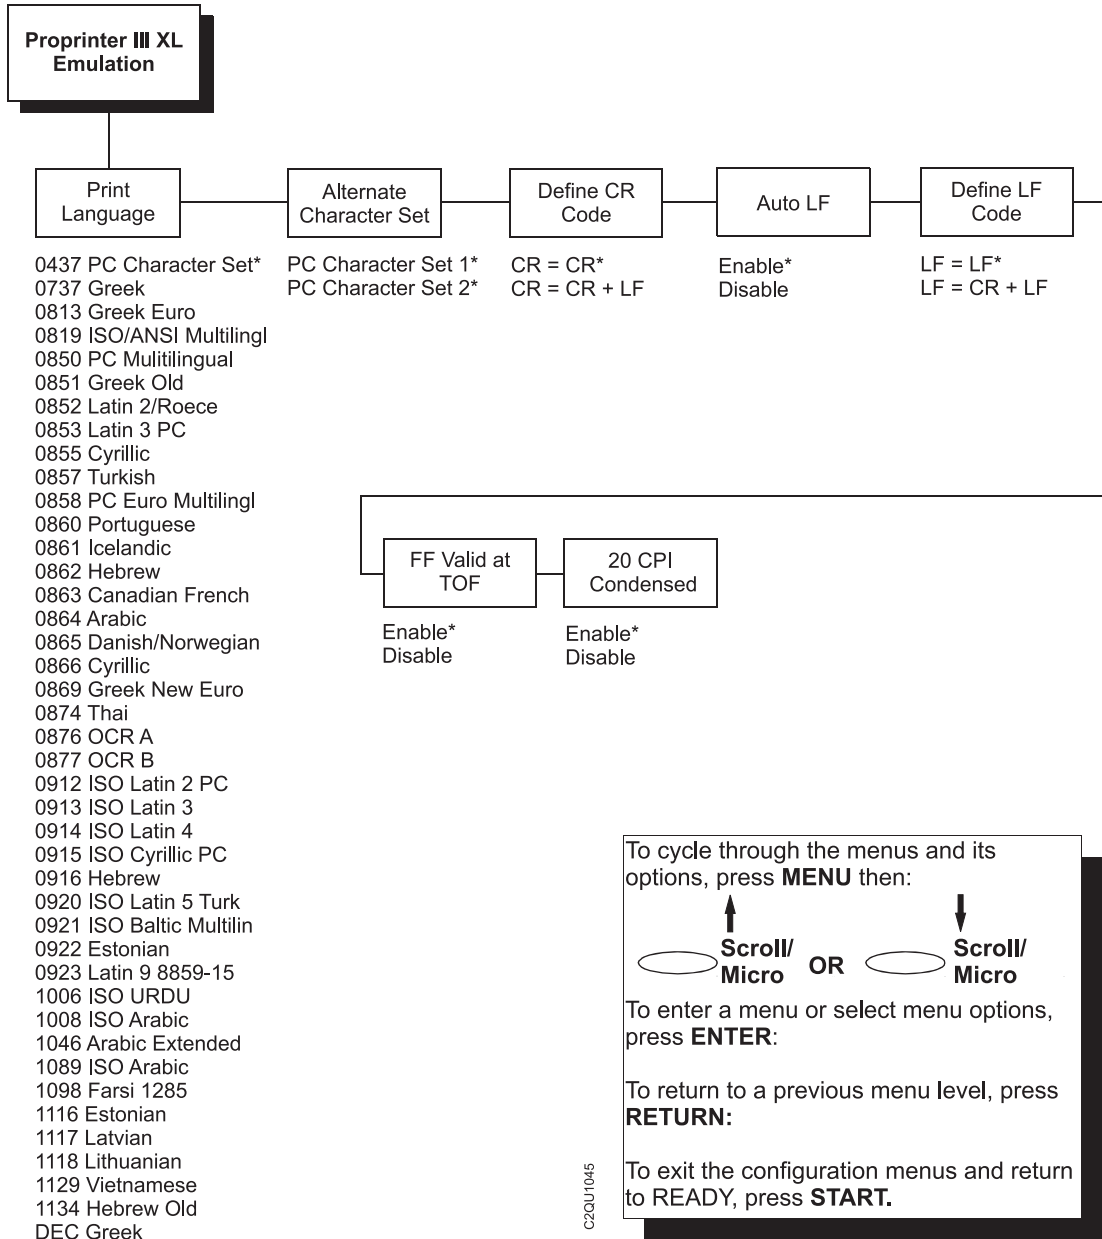 Proprinter III XL
Emulation
Print
Language
Alternate
Character Set
Define CR
Code
Auto LF
Define LF
Code
0437 PC Character Set*
0737 Greek
0813 Greek Euro
0819 ISO/ANSI Multilingl
0850 PC Mulitilingual
0851 Greek Old
0852 Latin 2/Roece
0853 Latin 3 PC
0855 Cyrillic
0857 Turkish
0858 PC Euro Multilingl
0860 Portuguese
0861 Icelandic
0862 Hebrew
0863 Canadian French
0864 Arabic
0865 Danish/Norwegian
0866 Cyrillic
0869 Greek New Euro
0874 Thai
0876 OCR A
0877 OCR B
0912 ISO Latin 2 PC
0913 ISO Latin 3
0914 ISO Latin 4
0915 ISO Cyrillic PC
0916 Hebrew
0920 ISO Latin 5 Turk
0921 ISO Baltic Multilin
0922 Estonian
0923 Latin 9 8859-15
1006 ISO URDU
1008 ISO Arabic
1046 Arabic Extended
1089 ISO Arabic
1098 Farsi 1285
1116 Estonian
1117 Latvian
1118 Lithuanian
1129 Vietnamese
1134 Hebrew Old
DEC Greek
PC Character Set 1*
PC Character Set 2*
CR = CR*
CR = CR + LF
Enable*
Disable
LF = LF*
LF = CR + LF
FF Valid at
TOF
Enable*
Disable
20 CPI
Condensed
Enable*
Disable
To cycle through the menus and its
options, press MENU then:
Scroll/
Micro
OR
Scroll/
Micro
To enter a menu or select menu options,
press ENTER:
To return to a previous menu level, press
RETURN:
To exit the configuration menus and return
to READY, press START.
C2QU1045